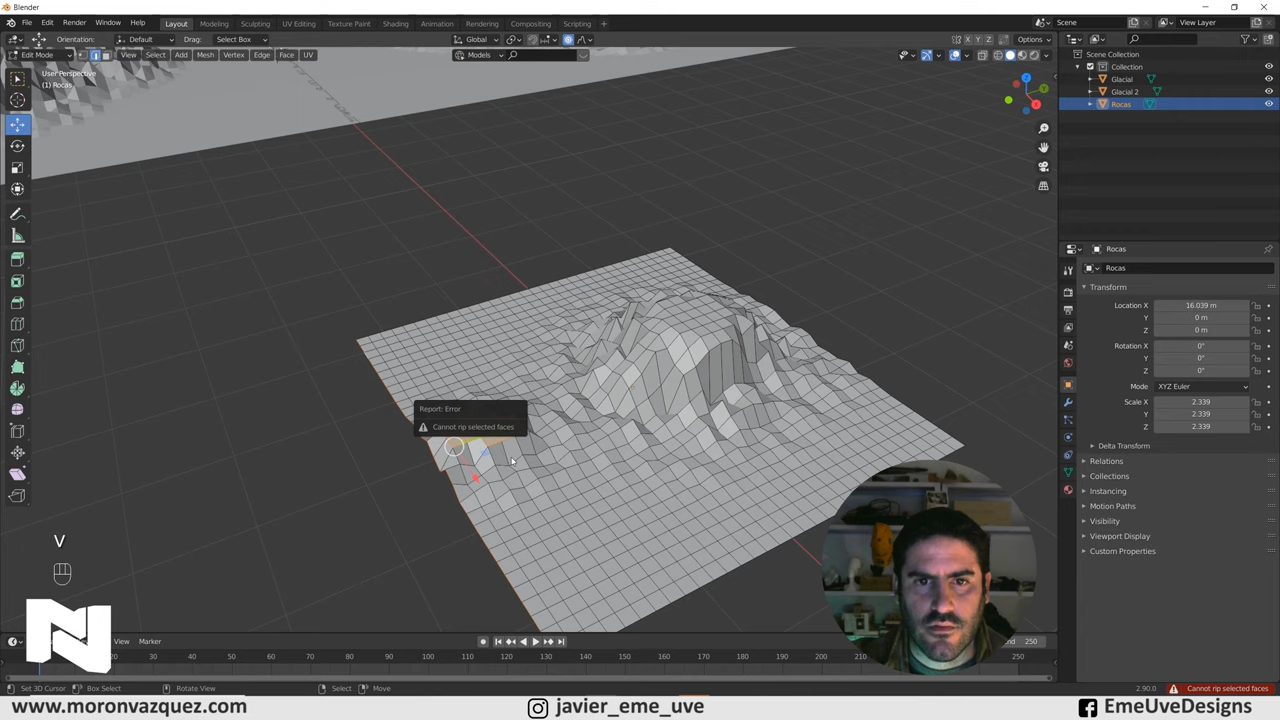 Blender
File Edit Render Window Help Layout Modeling Sculpting UV Editing Texture Paint Shading Animation Rendering Compositing Scripting + Scene View Layer
Orientation: Default Drag: Select Box Global X Y Z Options
Edit Mode View Select Add Mesh Vertex Edge Face UV Models
User Perspective
(1) Rocas
Scene Collection
Collection
Glacial
Glacial 2
Rocas
Rocas
Rocas
Transform
Location X 16.039 m
Y 0 m
Z 0 m
Rotation X 0°
Y 0°
Z 0°
Mode XYZ Euler
Scale X 2.339
Y 2.339
Z 2.339
Delta Transform
Relations
Collections
Instancing
Motion Paths
Visibility
Viewport Display
Custom Properties
Report: Error
Cannot rip selected faces
V
N
View Marker
End 250
20 30 40 50 60 70 80 90 100 110 120 130 140 150 160 170 180 190 200 210 250
Set 3D Cursor Box Select Rotate View Select Move 2.90.0 Cannot rip selected faces
www.moronvazquez.com javier_eme_uve EmeUveDesigns